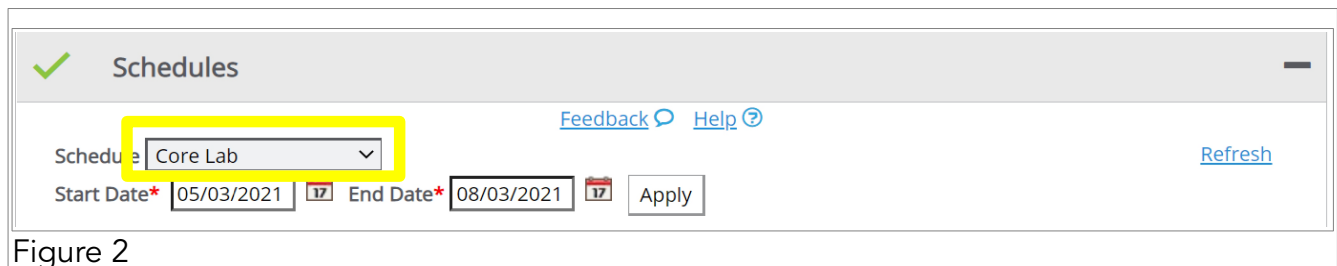 Schedules
Feedback Help
Schedule Core Lab Refresh
Start Date* 05/03/2021 17 End Date* 08/03/2021 17 Apply
Figure 2